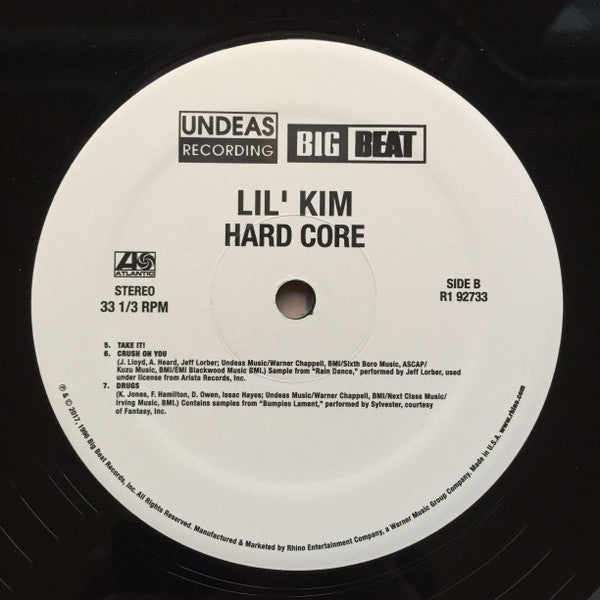 UNDEAS
RECORDING
BIG BEAT
LIL' KIM
HARD CORE
ATLANTIC
STEREO
33 1/3 RPM
SIDE B
R1 92733
5. TAKE IT!
6. CRUSH ON YOU
(J. Lloyd, A. Heard, Jeff Lorber; Undeas Music/Warner Chappell, BMI/Sixth Boro Music, ASCAP/
Kuzu Music, BMI/EMI Blackwood Music BMI.) Sample from "Rain Dance," performed by Jeff Lorber, used
under license from Arista Records, Inc.
7. DRUGS
(K. Jones, F. Hamilton, D. Owen, Issac Hayes; Undeas Music/Warner Chappell, BMI/Next Class Music/
Irving Music, BMI.) Contains samples from "Bumpies Lament," performed by Sylvester, courtesy
of Fantasy, Inc.
℗ & © 2017, 1996 Big Beat Records, Inc. All Rights Reserved. Manufactured & Marketed by Rhino Entertainment Company, a Warner Music Group Company. Made in U.S.A. www.rhino.com